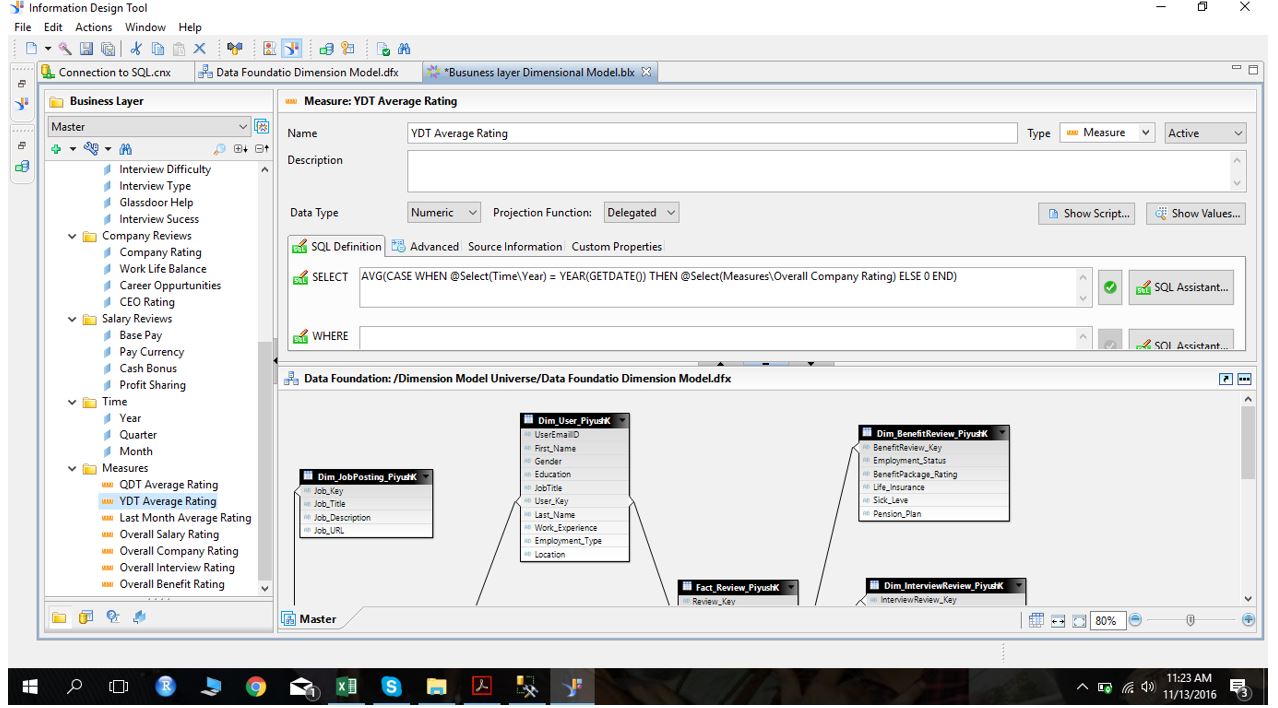 Information Design Tool
File Edit Actions Window Help
Connection to SQL.cnx
Data Foundatio Dimension Model.dfx
*Busuness layer Dimensional Model.blx
Business Layer
Master
Interview Difficulty
Interview Type
Glassdoor Help
Interview Sucess
Company Reviews
Company Rating
Work Life Balance
Career Oppurtunities
CEO Rating
Salary Reviews
Base Pay
Pay Currency
Cash Bonus
Profit Sharing
Time
Year
Quarter
Month
Measures
QDT Average Rating
YDT Average Rating
Last Month Average Rating
Overall Salary Rating
Overall Company Rating
Overall Interview Rating
Overall Benefit Rating
Measure: YDT Average Rating
Name YDT Average Rating Type Measure Active
Description
Data Type Numeric Projection Function: Delegated Show Script... Show Values...
SQL Definition Advanced Source Information Custom Properties
SELECT AVG(CASE WHEN @Select(Time\Year) = YEAR(GETDATE()) THEN @Select(Measures\Overall Company Rating) ELSE 0 END) SQL Assistant...
WHERE SQL Assistant...
Data Foundation: /Dimension Model Universe/Data Foundatio Dimension Model.dfx
Dim_JobPosting_PiyushK
Job_Key
Job_Title
Job_Description
Job_URL
Dim_User_PiyushK
UserEmailID
First_Name
Gender
Education
JobTitle
User_Key
Last_Name
Work_Experience
Employment_Type
Location
Fact_Review_PiyushK
Review_Key
Dim_BenefitReview_PiyushK
BenefitReview_Key
Employment_Status
BenefitPackage_Rating
Life_Insurance
Sick_Leve
Pension_Plan
Dim_InterviewReview_PiyushK
InterviewReview_Key
Master
80%
11:23 AM
11/13/2016
1
3